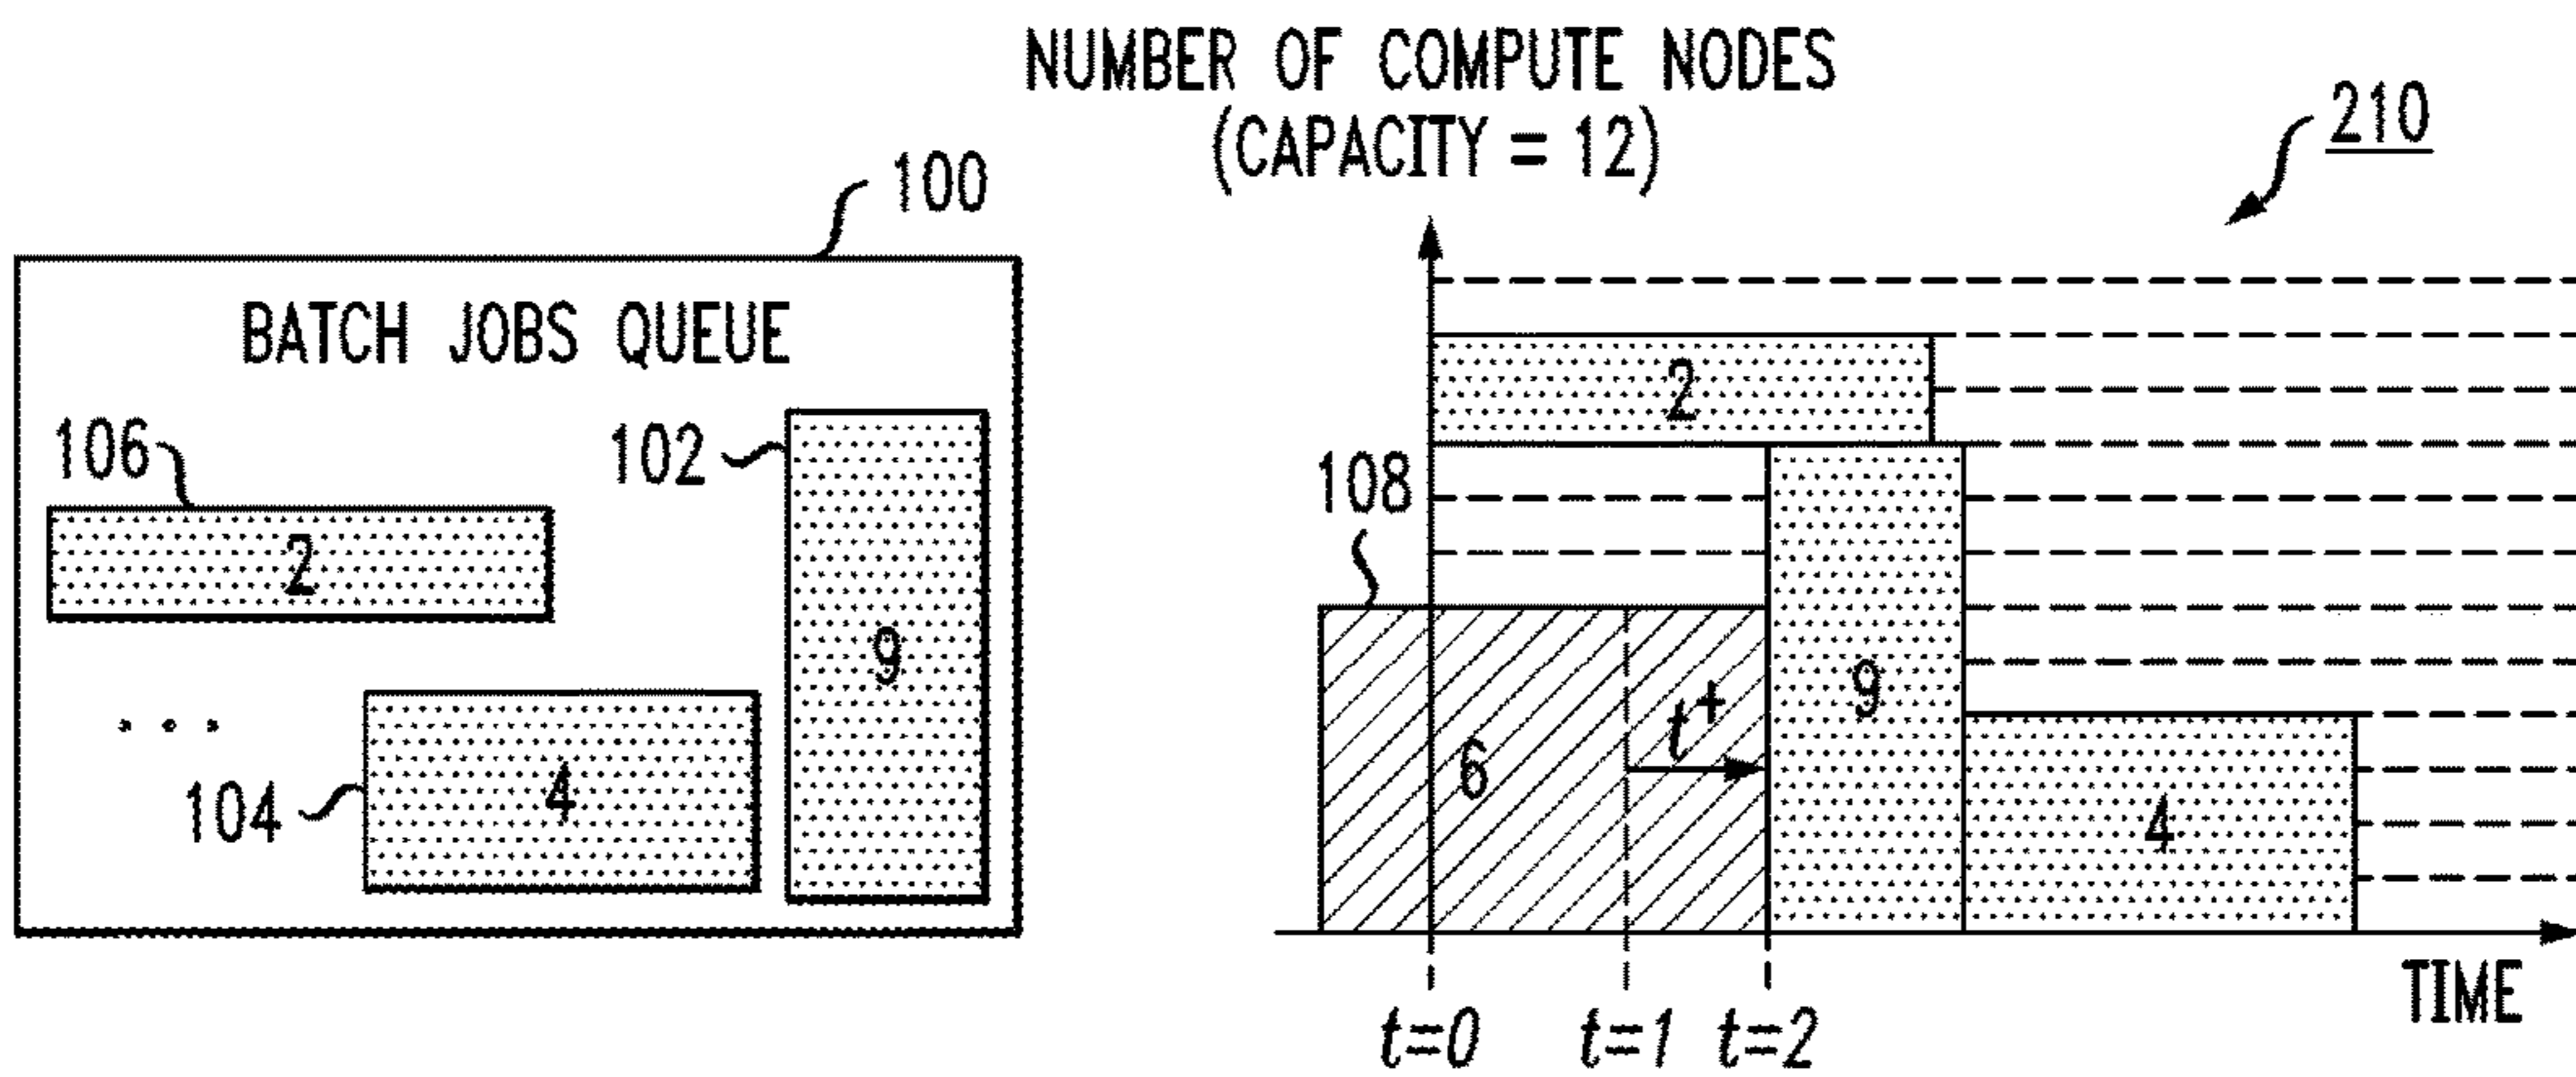 NUMBER OF COMPUTE NODES
(CAPACITY = 12)
210
100
BATCH JOBS QUEUE
106
102
2
9
104
4
. . .
108
2
6
t+
9
4
t=0
t=1
t=2
TIME